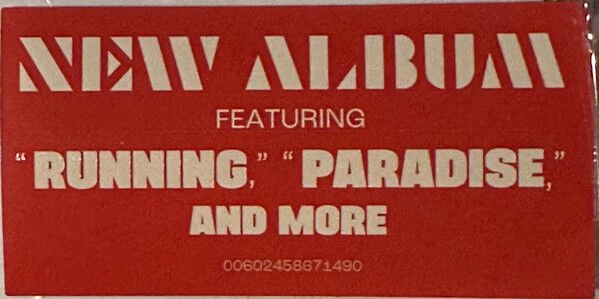 NEW ALBUM
FEATURING
“RUNNING,” “PARADISE,”
AND MORE
00602458671490